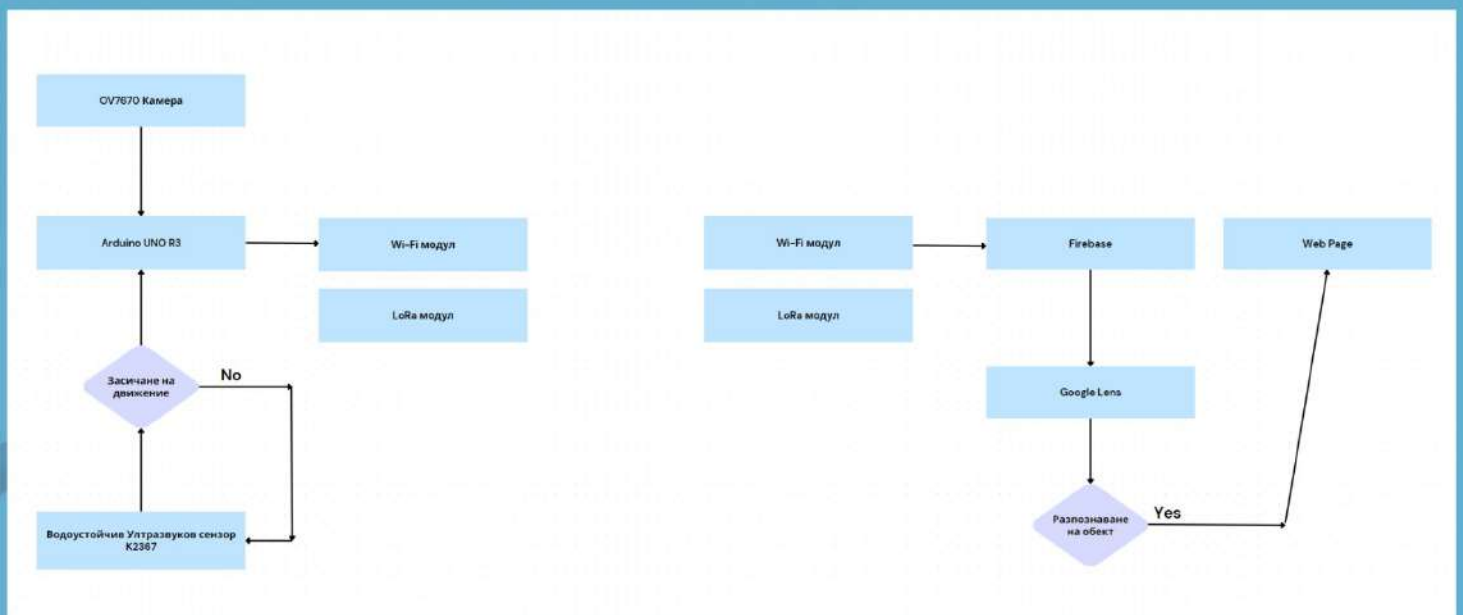 OV7670 Камера
Arduino UNO R3
Wi-Fi модул
LoRa модул
Засичане на
движение
No
Водоустойчив Ултразвуков сензор
K2367
Wi-Fi модул
Firebase
Web Page
LoRa модул
Google Lens
Разпознаване
на обект
Yes